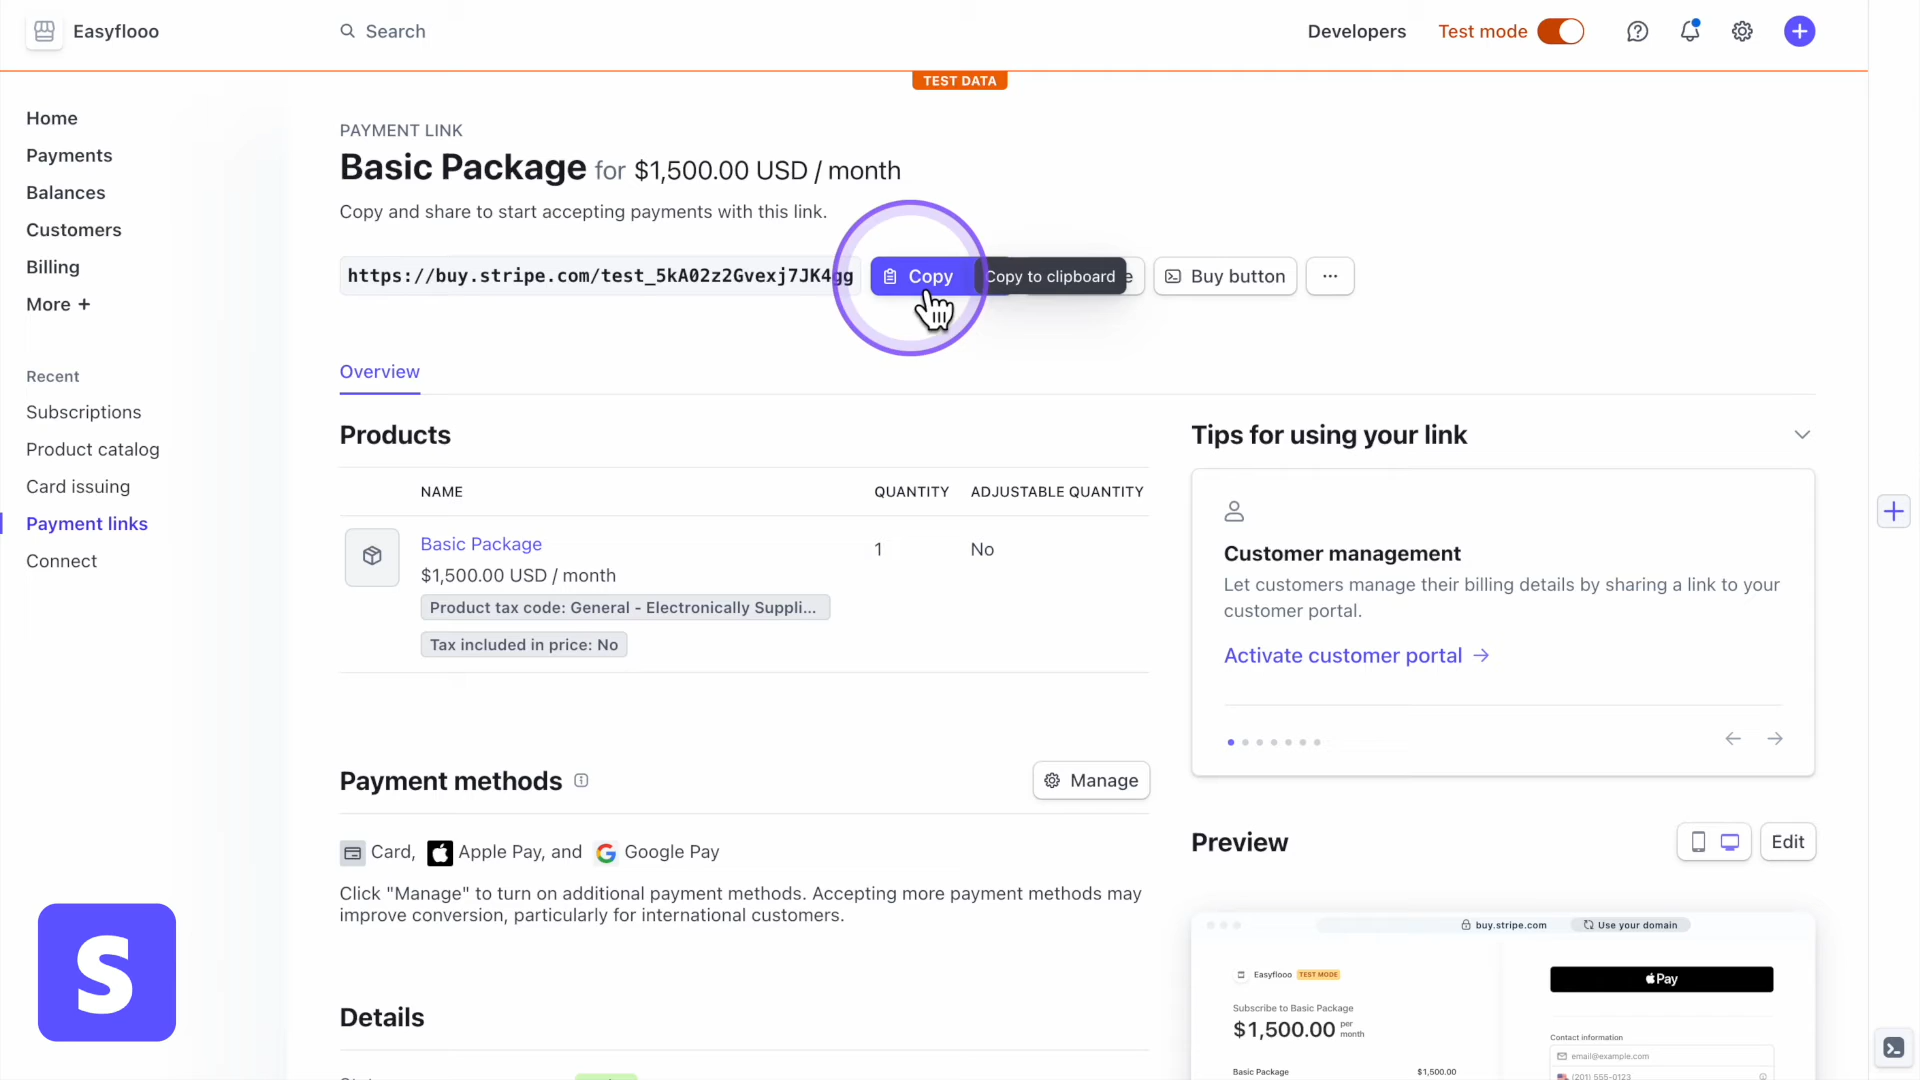 Easyflooo
Search
Developers
Test mode
TEST DATA
Home
Payments
Balances
Customers
Billing
More +
Recent
Subscriptions
Product catalog
Card issuing
Payment links
Connect
PAYMENT LINK
Basic Package for $1,500.00 USD / month
Copy and share to start accepting payments with this link.
https://buy.stripe.com/test_5kA02z2Gvexj7JK4gg
Copy
Copy to clipboard
Buy button
Overview
Products
NAME QUANTITY ADJUSTABLE QUANTITY
Basic Package 1 No
$1,500.00 USD / month
Product tax code: General - Electronically Suppli...
Tax included in price: No
Payment methods
Manage
Card, Apple Pay, and Google Pay
Click "Manage" to turn on additional payment methods. Accepting more payment methods may
improve conversion, particularly for international customers.
Details
Tips for using your link
Customer management
Let customers manage their billing details by sharing a link to your
customer portal.
Activate customer portal →
Preview
Edit
buy.stripe.com
Use your domain
Easyflooo TEST MODE
Subscribe to Basic Package
$1,500.00 per
month
Basic Package $1,500.00
Pay
Contact information
email@example.com
(201) 555-0123
S